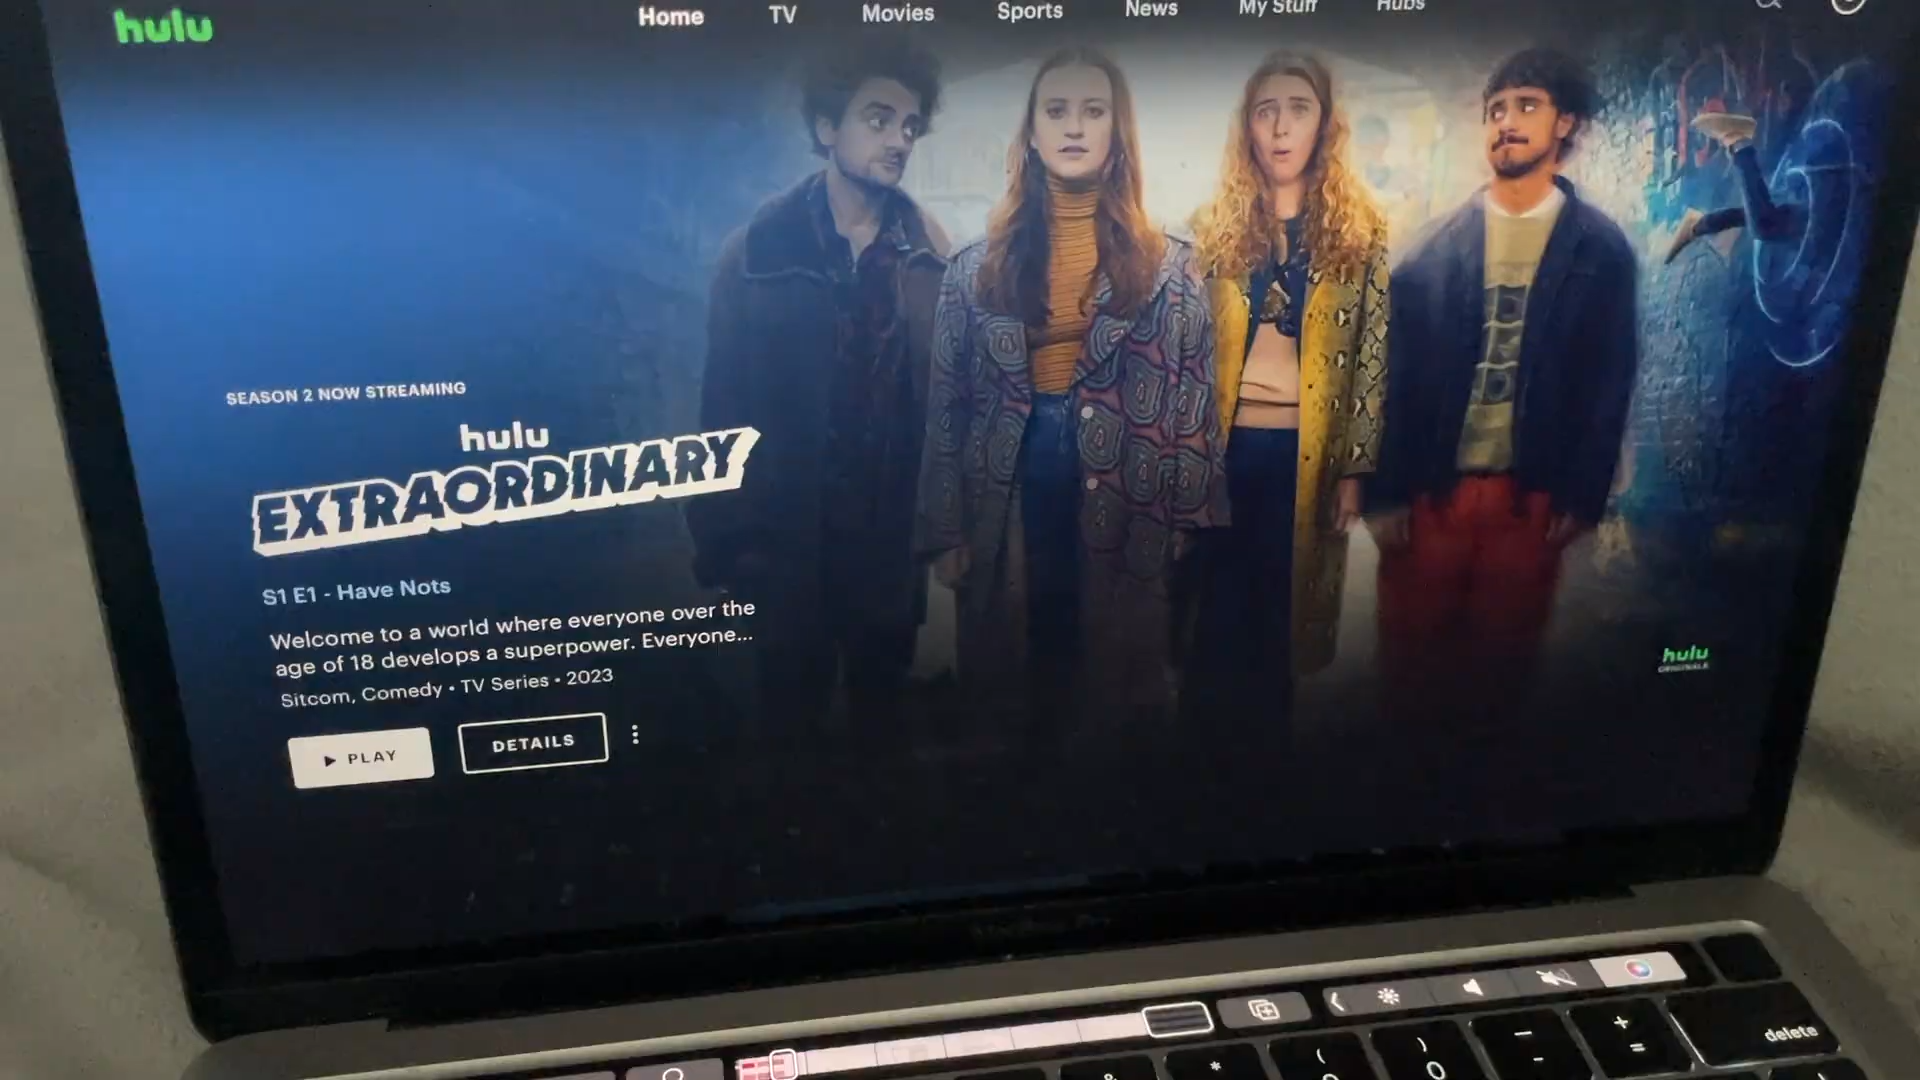 hulu
Home TV Movies Sports News My Stuff Hubs
SEASON 2 NOW STREAMING
hulu
EXTRAORDINARY
S1 E1 - Have Nots
Welcome to a world where everyone over the
age of 18 develops a superpower. Everyone...
Sitcom, Comedy • TV Series • 2023
PLAY
DETAILS
hulu
ORIGINALS
delete